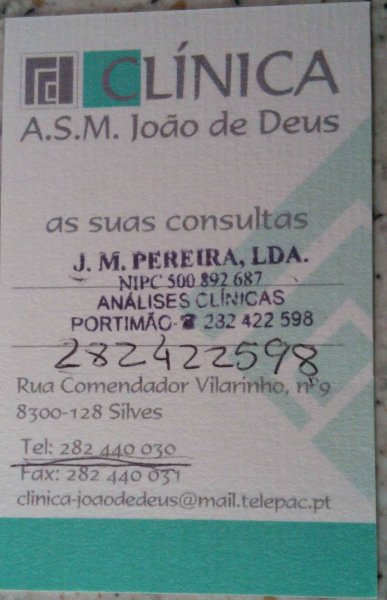 CLÍNICA
A.S.M. João de Deus
as suas consultas
J. M. PEREIRA, LDA.
NIPC 500 892 687
ANÁLISES CLÍNICAS
PORTIMÃO-☎ 282 422 598
282422598
Rua Comendador Vilarinho, nº9
8300-128 Silves
Tel: 282 440 030
Fax: 282 440 031
clinica-joaodedeus@mail.telepac.pt